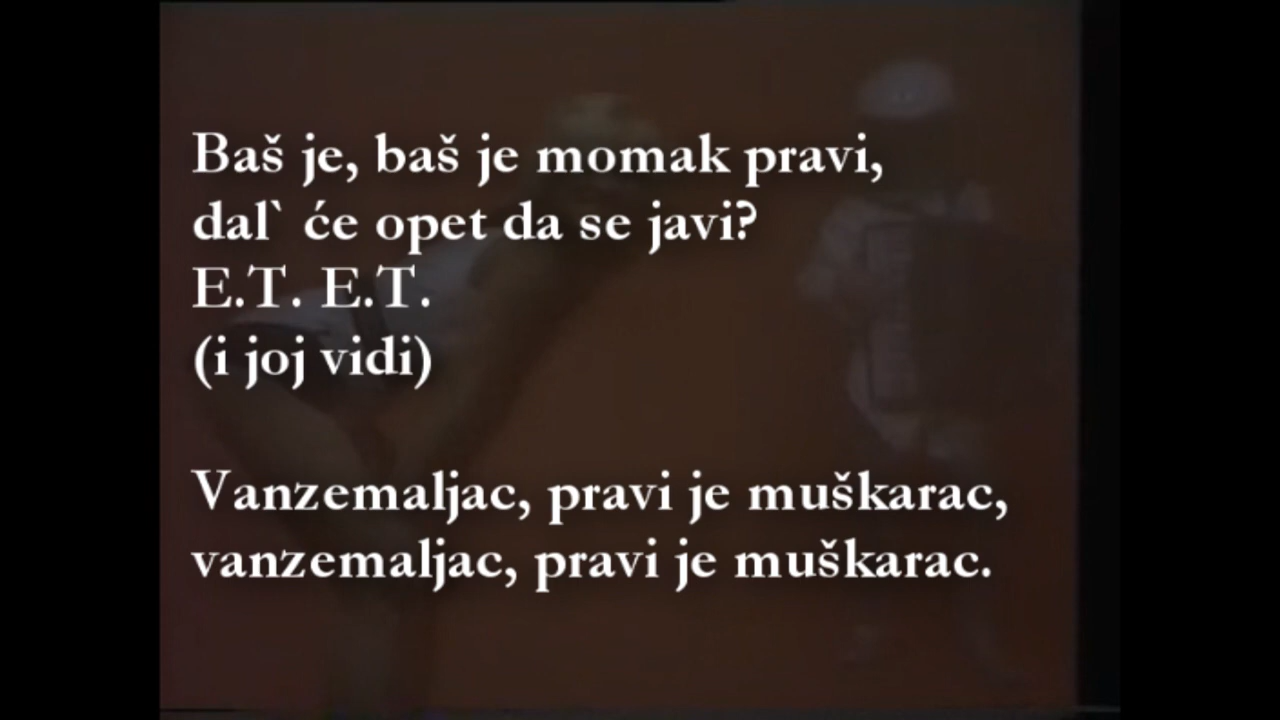 Baš je, baš je momak pravi,
dal` će opet da se javi?
E.T. E.T.
(i joj vidi)
Vanzemaljac, pravi je muškarac,
vanzemaljac, pravi je muškarac.